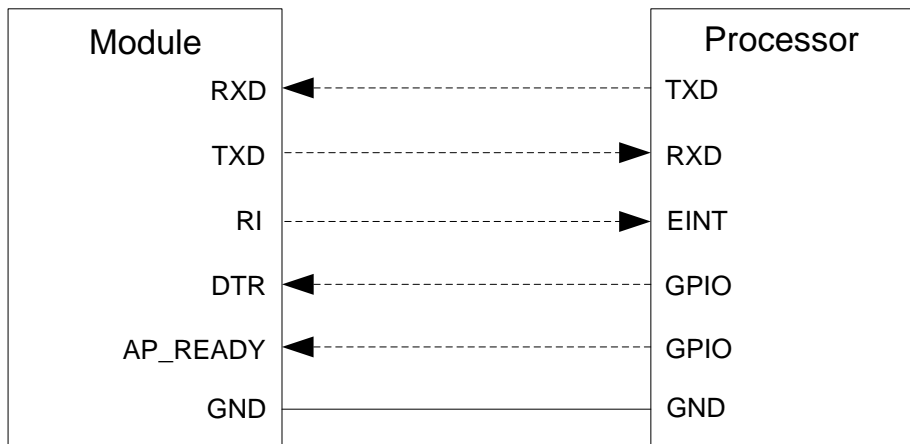 Module Processor
RXD TXD
TXD RXD
RI EINT
DTR GPIO
AP_READY GPIO
GND GND